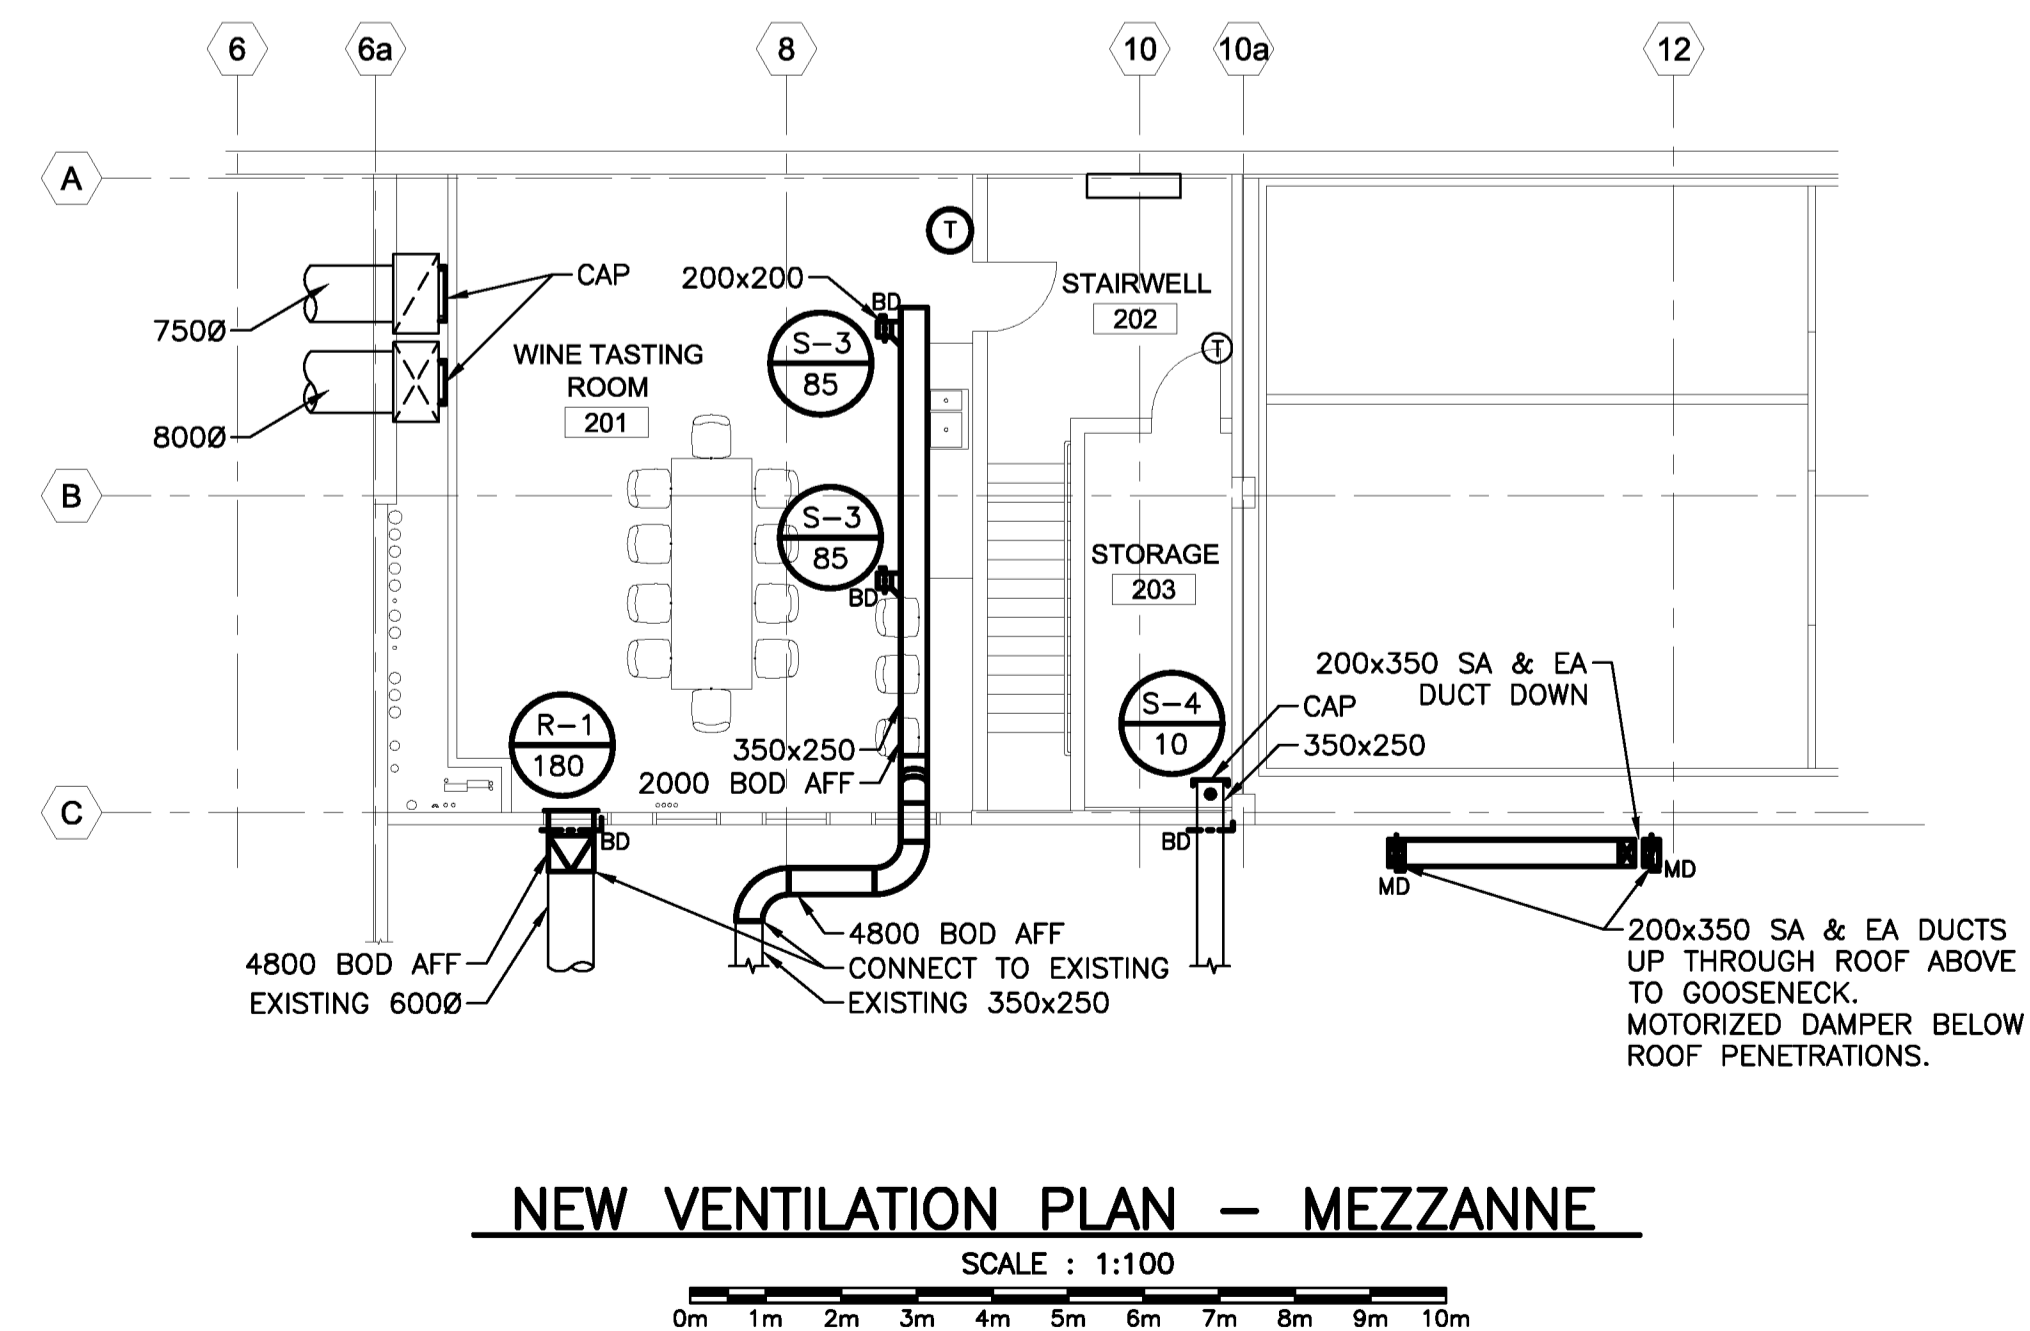 6
6a
8
10
10a
12
A
T
CAP
200x200
BD
STAIRWELL
202
7500Ø
S-3
85
WINE TASTING
ROOM
201
T
8000Ø
B
S-3
85
BD
STORAGE
203
200x350 SA & EA
DUCT DOWN
S-4
10
CAP
350x250
R-1
180
350x250
2000 BOD AFF
C
BD
BD
MD
MD
4800 BOD AFF
EXISTING 600Ø
4800 BOD AFF
CONNECT TO EXISTING
EXISTING 350x250
200x350 SA & EA DUCTS
UP THROUGH ROOF ABOVE
TO GOOSENECK.
MOTORIZED DAMPER BELOW
ROOF PENETRATIONS.
NEW VENTILATION PLAN - MEZZANNE
SCALE : 1:100
0m 1m 2m 3m 4m 5m 6m 7m 8m 9m 10m